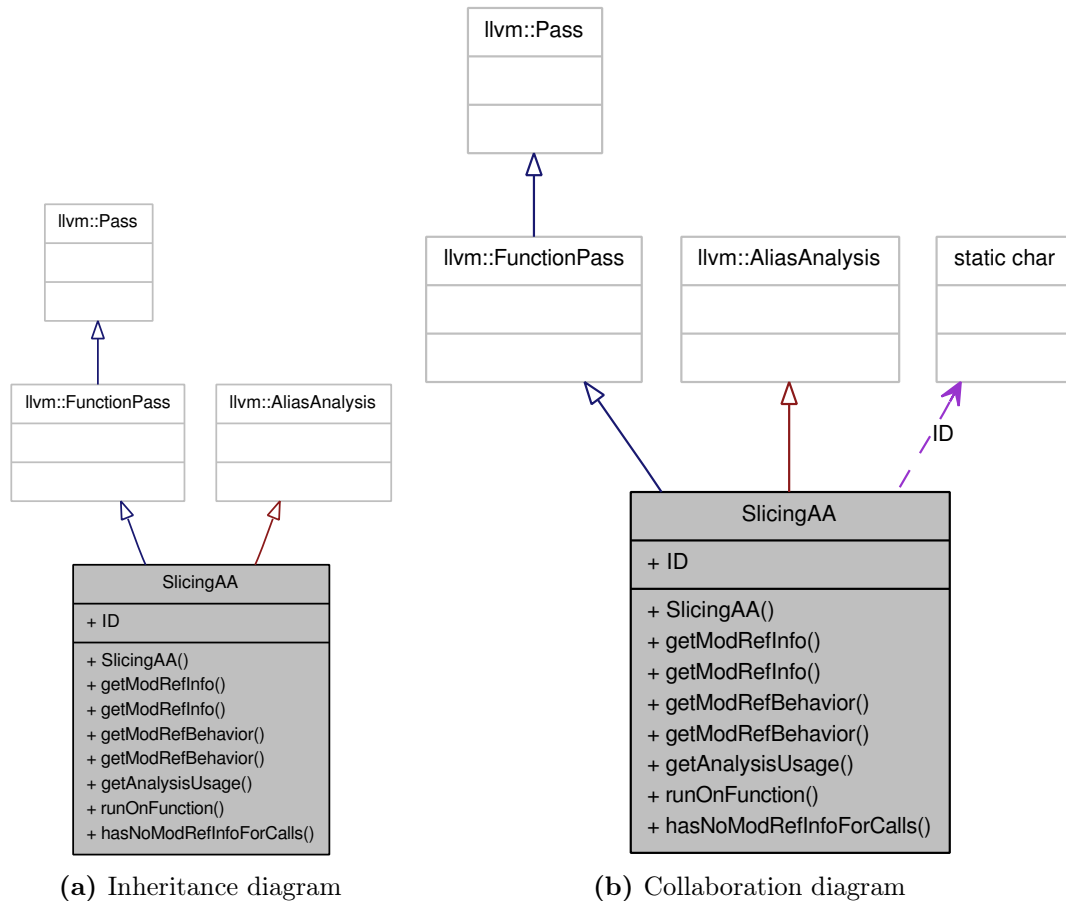 llvm::Pass
llvm::FunctionPass
llvm::AliasAnalysis
SlicingAA
+ ID
+ SlicingAA()
+ getModRefInfo()
+ getModRefInfo()
+ getModRefBehavior()
+ getModRefBehavior()
+ getAnalysisUsage()
+ runOnFunction()
+ hasNoModRefInfoForCalls()
(a) Inheritance diagram
llvm::Pass
llvm::FunctionPass
llvm::AliasAnalysis
static char
ID
SlicingAA
+ ID
+ SlicingAA()
+ getModRefInfo()
+ getModRefInfo()
+ getModRefBehavior()
+ getModRefBehavior()
+ getAnalysisUsage()
+ runOnFunction()
+ hasNoModRefInfoForCalls()
(b) Collaboration diagram